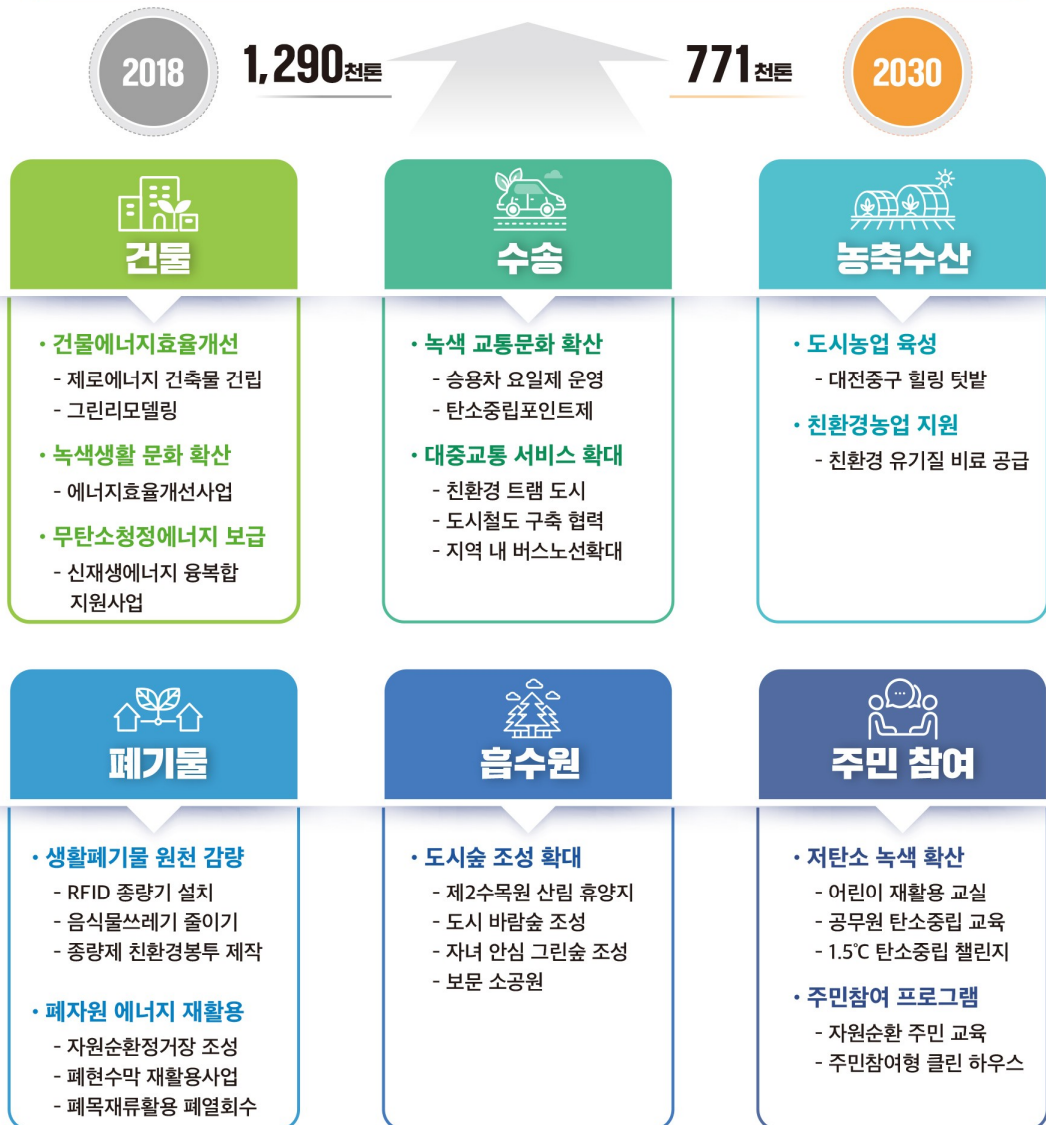 2018
1,290천톤
771천톤
2030
건물
· 건물에너지효율개선
- 제로에너지 건축물 건립
- 그린리모델링
· 녹색생활 문화 확산
- 에너지효율개선사업
· 무탄소청정에너지 보급
- 신재생에너지 융복합
지원사업
수송
· 녹색 교통문화 확산
- 승용차 요일제 운영
- 탄소중립포인트제
· 대중교통 서비스 확대
- 친환경 트램 도시
- 도시철도 구축 협력
- 지역 내 버스노선확대
농축수산
· 도시농업 육성
- 대전중구 힐링 텃밭
· 친환경농업 지원
- 친환경 유기질 비료 공급
폐기물
· 생활폐기물 원천 감량
- RFID 종량기 설치
- 음식물쓰레기 줄이기
- 종량제 친환경봉투 제작
· 폐자원 에너지 재활용
- 자원순환정거장 조성
- 폐현수막 재활용사업
- 폐목재류활용 폐열회수
흡수원
· 도시숲 조성 확대
- 제2수목원 산림 휴양지
- 도시 바람숲 조성
- 자녀 안심 그린숲 조성
- 보문 소공원
주민 참여
· 저탄소 녹색 확산
- 어린이 재활용 교실
- 공무원 탄소중립 교육
- 1.5℃ 탄소중립 챌린지
· 주민참여 프로그램
- 자원순환 주민 교육
- 주민참여형 클린 하우스